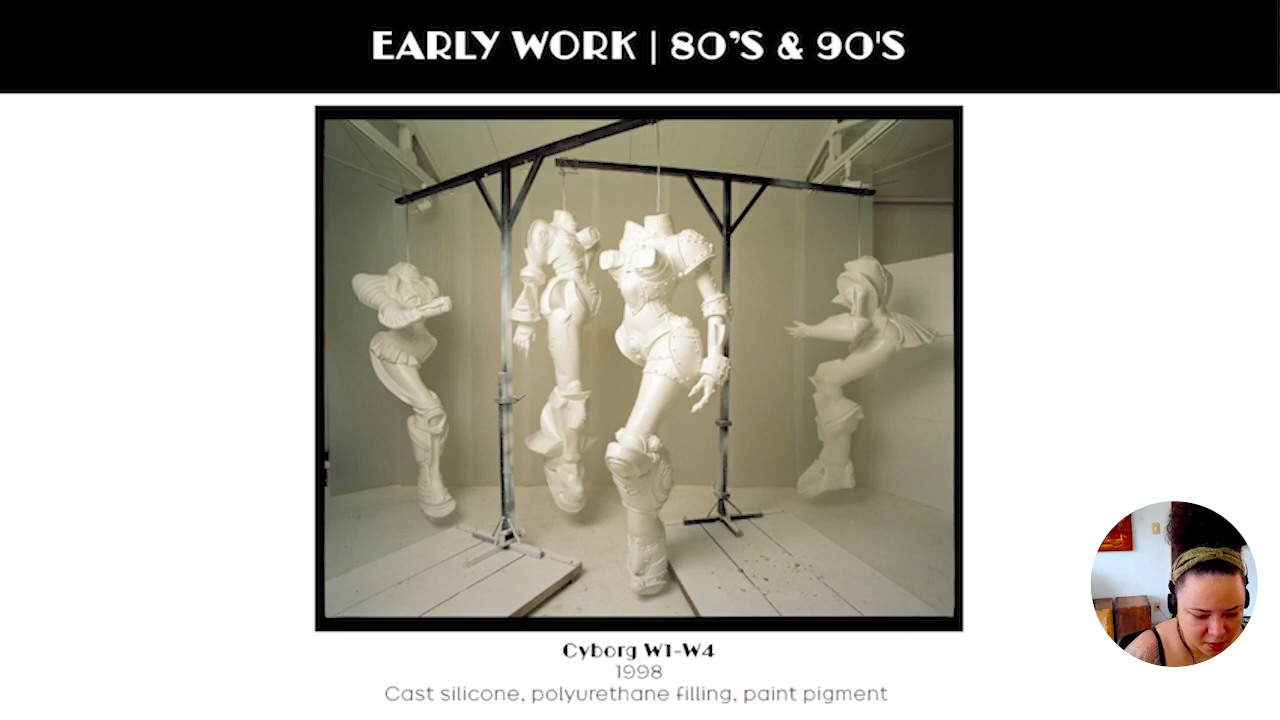 EARLY WORK | 80’S & 90'S
Cyborg W1-W4
1998
Cast silicone, polyurethane filling, paint pigment